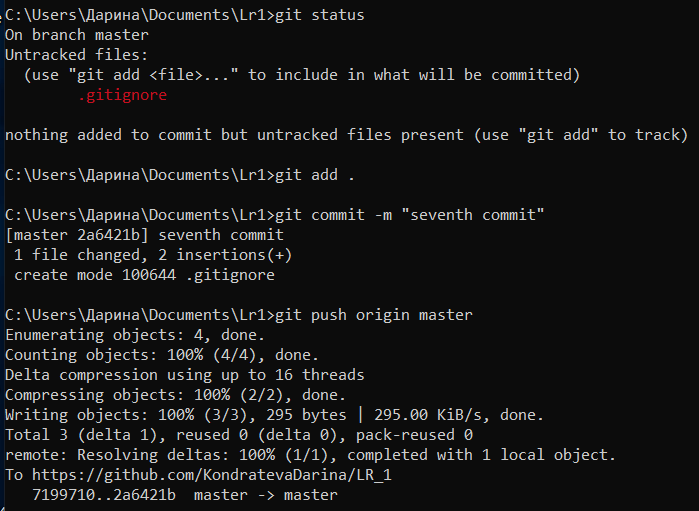 C:\Users\Дарина\Documents\Lr1>git status
On branch master
Untracked files:
  (use "git add <file>..." to include in what will be committed)
        .gitignore

nothing added to commit but untracked files present (use "git add" to track)

C:\Users\Дарина\Documents\Lr1>git add .

C:\Users\Дарина\Documents\Lr1>git commit -m "seventh commit"
[master 2a6421b] seventh commit
 1 file changed, 2 insertions(+)
 create mode 100644 .gitignore

C:\Users\Дарина\Documents\Lr1>git push origin master
Enumerating objects: 4, done.
Counting objects: 100% (4/4), done.
Delta compression using up to 16 threads
Compressing objects: 100% (2/2), done.
Writing objects: 100% (3/3), 295 bytes | 295.00 KiB/s, done.
Total 3 (delta 1), reused 0 (delta 0), pack-reused 0
remote: Resolving deltas: 100% (1/1), completed with 1 local object.
To https://github.com/KondratevaDarina/LR_1
   7199710..2a6421b  master -> master